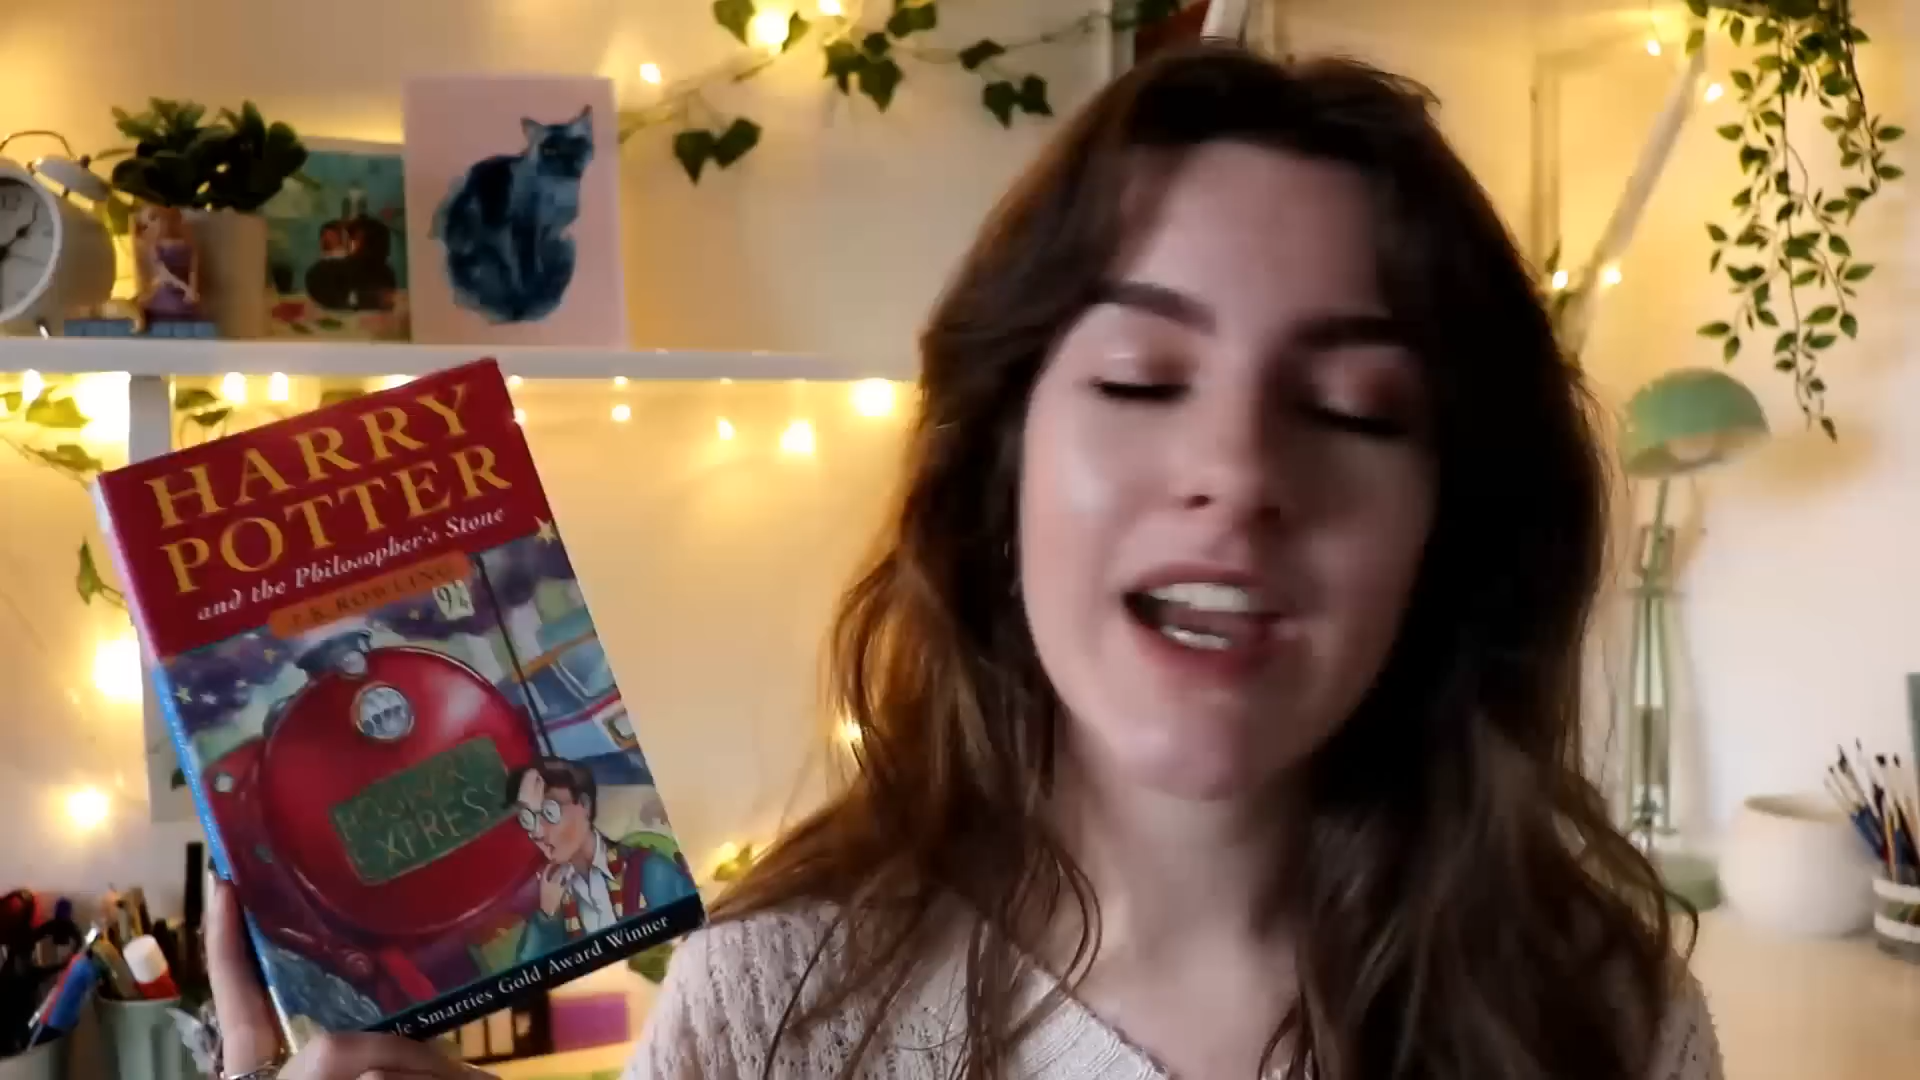 HARRY
POTTER
and the Philosopher's Stone
J.K. ROWLING
9¾
EXPRESS
Smarties Gold Award Winner